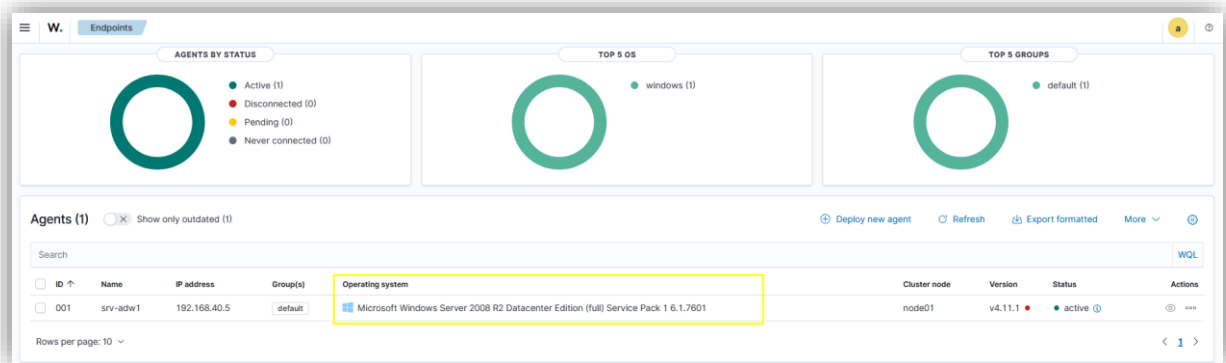 W. Endpoints a
AGENTS BY STATUS
Active (1)
Disconnected (0)
Pending (0)
Never connected (0)
TOP 5 OS
windows (1)
TOP 5 GROUPS
default (1)
Agents (1) Show only outdated (1) Deploy new agent Refresh Export formatted More
Search WQL
ID Name IP address Group(s) Operating system Cluster node Version Status Actions
001 srv-adw1 192.168.40.5 default Microsoft Windows Server 2008 R2 Datacenter Edition (full) Service Pack 1 6.1.7601 node01 v4.11.1 active
Rows per page: 10 < 1 >